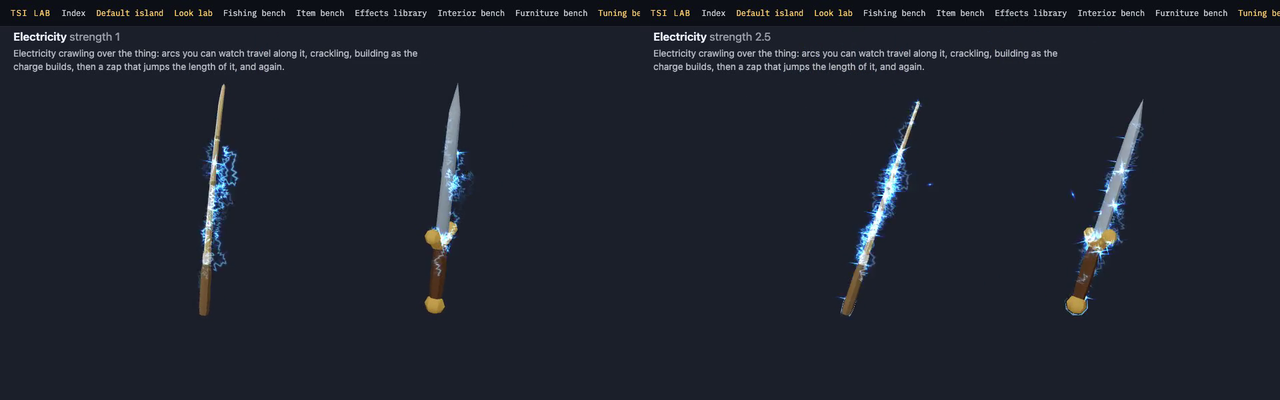 TSI LAB Index Default island Look lab Fishing bench Item bench Effects library Interior bench Furniture bench Tuning
Electricity strength 1
Electricity crawling over the thing: arcs you can watch travel along it, crackling, building as the
charge builds, then a zap that jumps the length of it, and again.
TSI LAB Index Default island Look lab Fishing bench Item bench Effects library Interior bench Furniture bench Tuning
Electricity strength 2.5
Electricity crawling over the thing: arcs you can watch travel along it, crackling, building as the
charge builds, then a zap that jumps the length of it, and again.